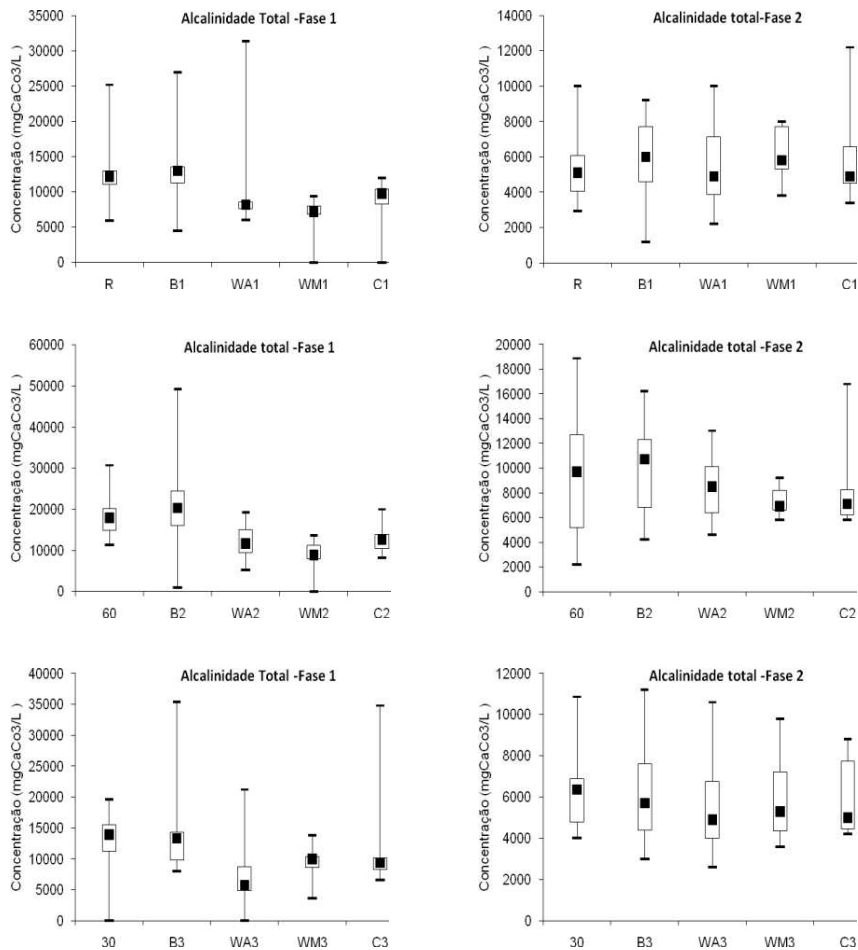 Alcalinidade Total -Fase 1
Concentração (mgCaCo3/L )
35000
30000
25000
20000
15000
10000
5000
0
R B1 WA1 WM1 C1
Alcalinidade total-Fase 2
Concentração (mgCaCo3/L )
14000
12000
10000
8000
6000
4000
2000
0
R B1 WA1 WM1 C1
Alcalinidade total -Fase 1
Concentração (mgCaCo3/L )
60000
50000
40000
30000
20000
10000
0
60 B2 WA2 WM2 C2
Alcalinidade total -Fase 2
Concentração (mgCaCo3/L )
20000
18000
16000
14000
12000
10000
8000
6000
4000
2000
0
60 B2 WA2 WM2 C2
Alcalinidade Total -Fase 1
Concentração (mgCaCo3/L )
40000
35000
30000
25000
20000
15000
10000
5000
0
30 B3 WA3 WM3 C3
Alcalinidade total -Fase 2
Concentração (mgCaCo3/L )
12000
10000
8000
6000
4000
2000
0
30 B3 WA3 WM3 C3